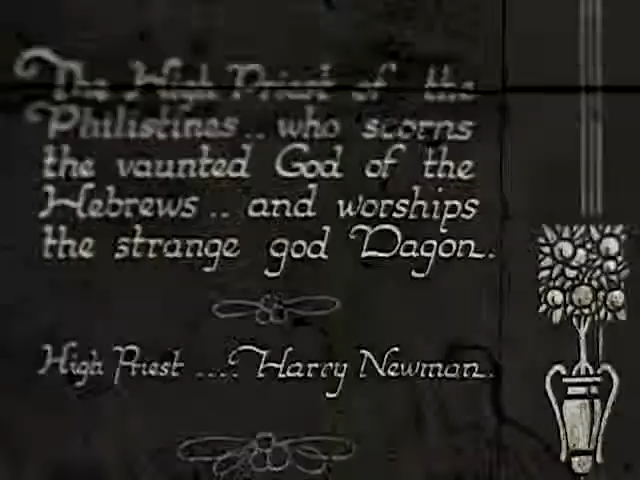 The High Priest of the
Philistines.. who scorns
the vaunted God of the
Hebrews.. and worships
the strange god Dagon.
High Priest ....Harry Newman.